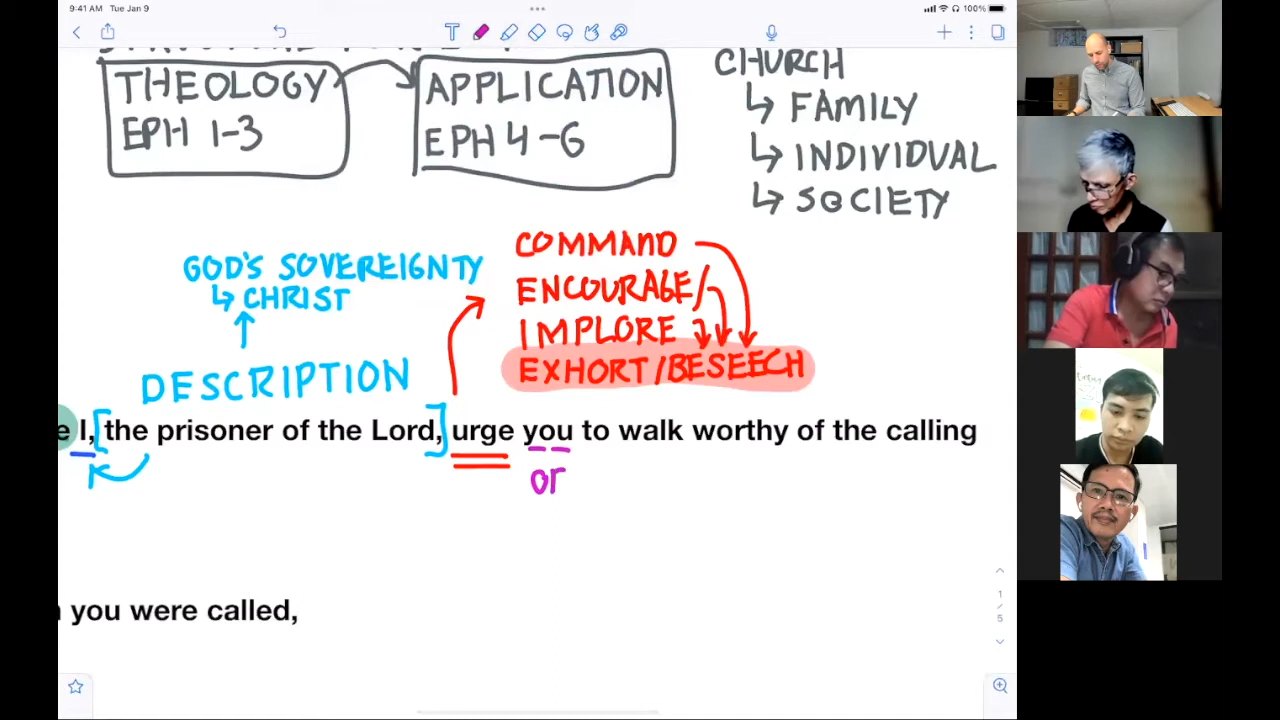 9:41 AM Tue Jan 9
100%
THEOLOGY
EPH 1-3
APPLICATION
EPH 4-6
CHURCH
↳ FAMILY
↳ INDIVIDUAL
↳ SOCIETY
GOD'S SOVEREIGNTY
↳ CHRIST
DESCRIPTION
COMMAND
ENCOURAGE/
IMPLORE
EXHORT/BESEECH
e I, [the prisoner of the Lord,] urge you to walk worthy of the calling
or
you were called,
1
/
5